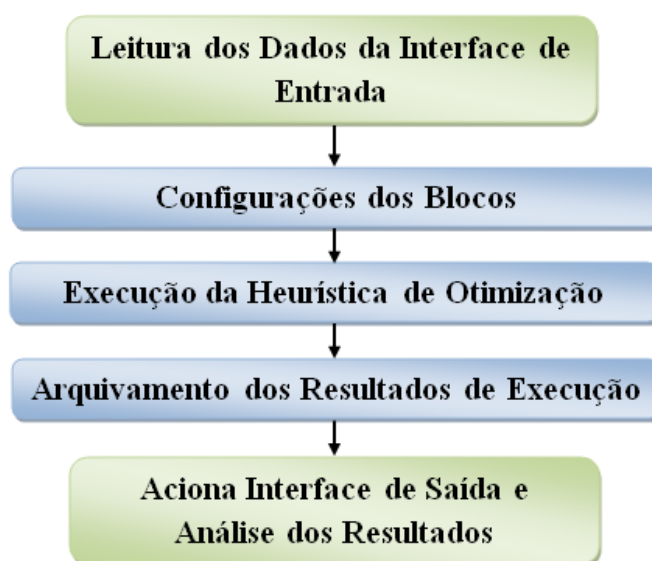 Leitura dos Dados da Interface de
Entrada
Configurações dos Blocos
Execução da Heurística de Otimização
Arquivamento dos Resultados de Execução
Aciona Interface de Saída e
Análise dos Resultados